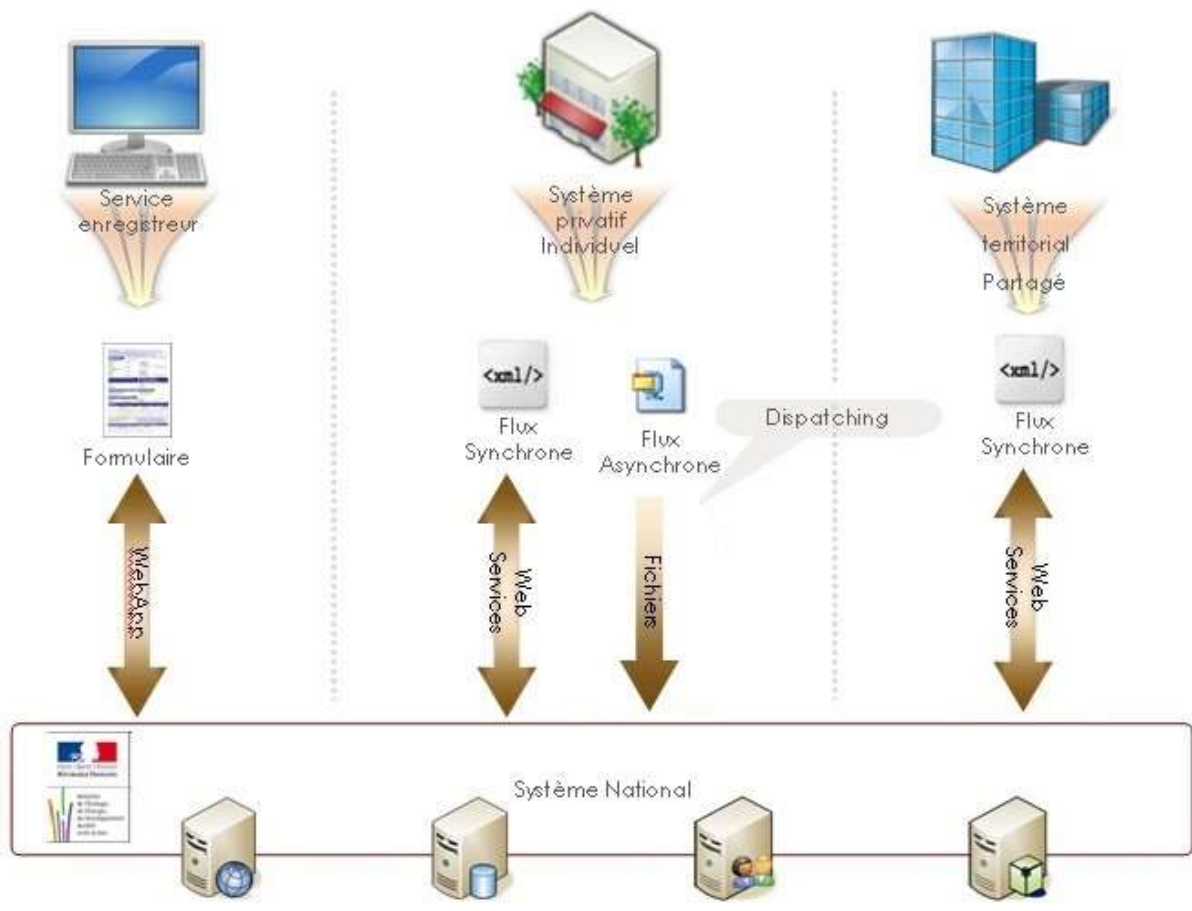 Service
enregistreur
Système
privatif
Individuel
Système
territorial
Partagé
<xml/>
<xml/>
Dispatching
Formulaire
Flux
Synchrone
Flux
Asynchrone
Flux
Synchrone
WebApp
Web
Services
Fichiers
Web
Services
Système National